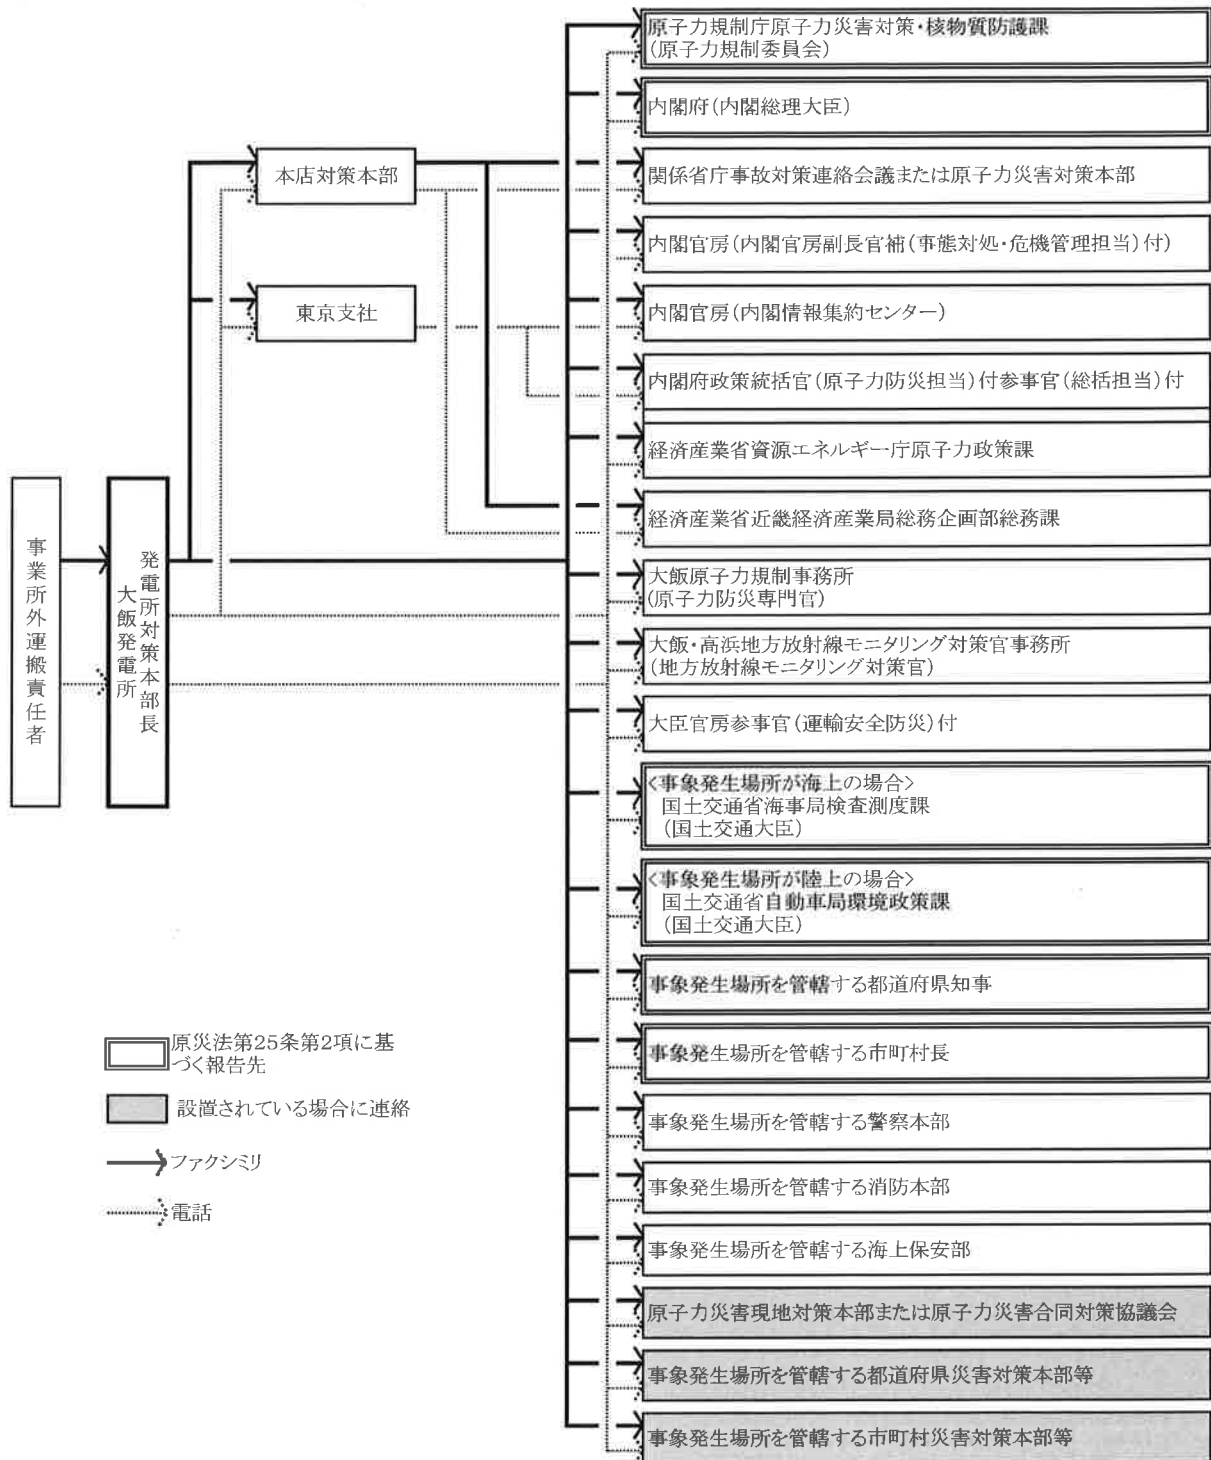 原子力規制庁原子力災害対策・核物質防護課
(原子力規制委員会)
内閣府(内閣総理大臣)
本店対策本部
関係省庁事故対策連絡会議または原子力災害対策本部
内閣官房(内閣官房副長官補(事態対処・危機管理担当)付)
東京支社
内閣官房(内閣情報集約センター)
内閣府政策統括官(原子力防災担当)付参事官(総括担当)付
経済産業省資源エネルギー庁原子力政策課
経済産業省近畿経済産業局総務企画部総務課
事業所外運搬責任者
発電所対策本部長
大飯発電所
大飯原子力規制事務所
(原子力防災専門官)
大飯・高浜地方放射線モニタリング対策官事務所
(地方放射線モニタリング対策官)
大臣官房参事官(運輸安全防災)付
<事象発生場所が海上の場合>
国土交通省海事局検査測度課
(国土交通大臣)
<事象発生場所が陸上の場合>
国土交通省自動車局環境政策課
(国土交通大臣)
事象発生場所を管轄する都道府県知事
事象発生場所を管轄する市町村長
事象発生場所を管轄する警察本部
事象発生場所を管轄する消防本部
事象発生場所を管轄する海上保安部
原子力災害現地対策本部または原子力災害合同対策協議会
事象発生場所を管轄する都道府県災害対策本部等
事象発生場所を管轄する市町村災害対策本部等
原災法第25条第2項に基
づく報告先
設置されている場合に連絡
ファクシミリ
電話